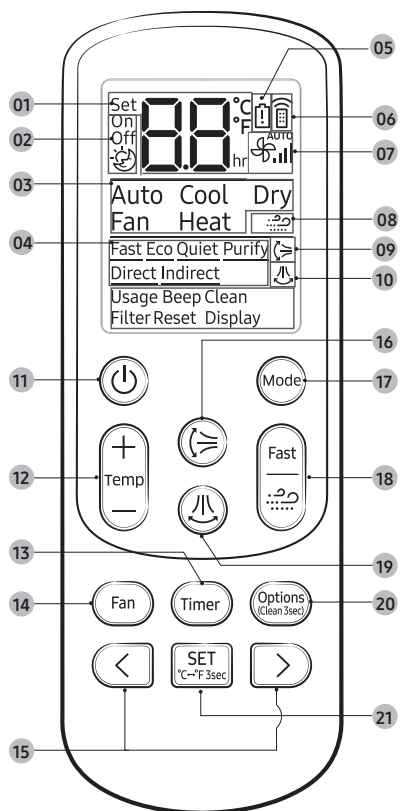 05
01
Set
88
°C
°F
06
02
On
Off
hr
AUTO
07
03
Auto Cool Dry
Fan Heat
08
04
Fast Eco Quiet Purify
09
Direct Indirect
10
Usage Beep Clean
Filter Reset Display
16
11
Mode
17
12
+
Temp
—
Fast
18
13
19
14
Fan
Timer
Options
(Clean 3sec)
20
<
SET
°C↔°F 3sec
>
15
21